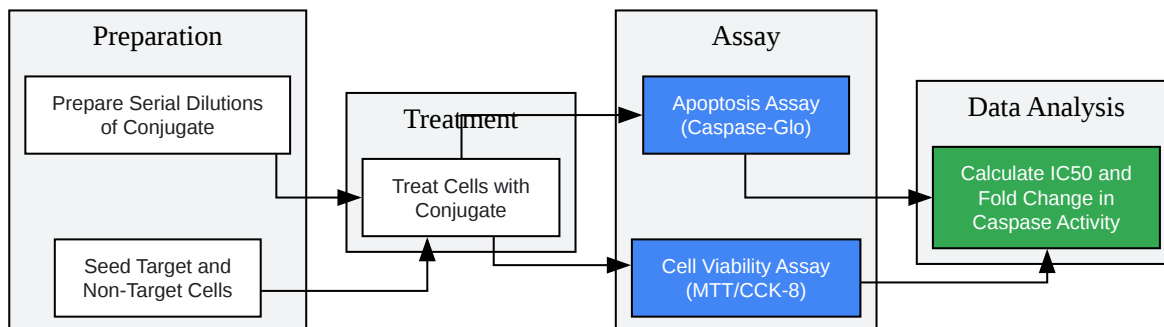 Preparation
Prepare Serial Dilutions
of Conjugate
Seed Target and
Non-Target Cells
Treatment
Treat Cells with
Conjugate
Assay
Apoptosis Assay
(Caspase-Glo)
Cell Viability Assay
(MTT/CCK-8)
Data Analysis
Calculate IC50 and
Fold Change in
Caspase Activity